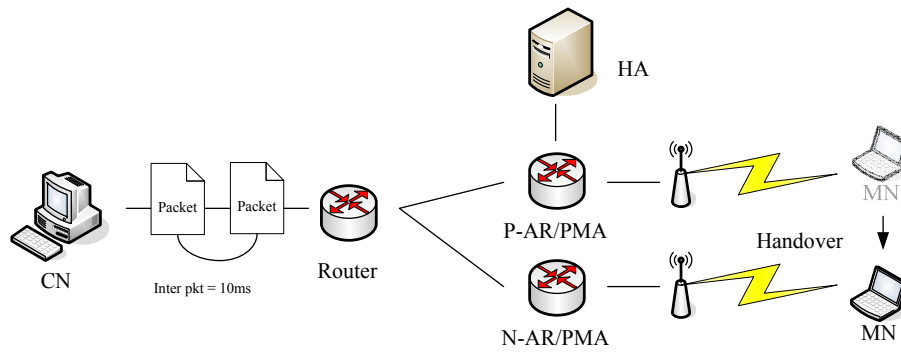 HA
Packet
Packet
MN
P-AR/PMA
Handover
CN
Router
Inter pkt = 10ms
N-AR/PMA
MN